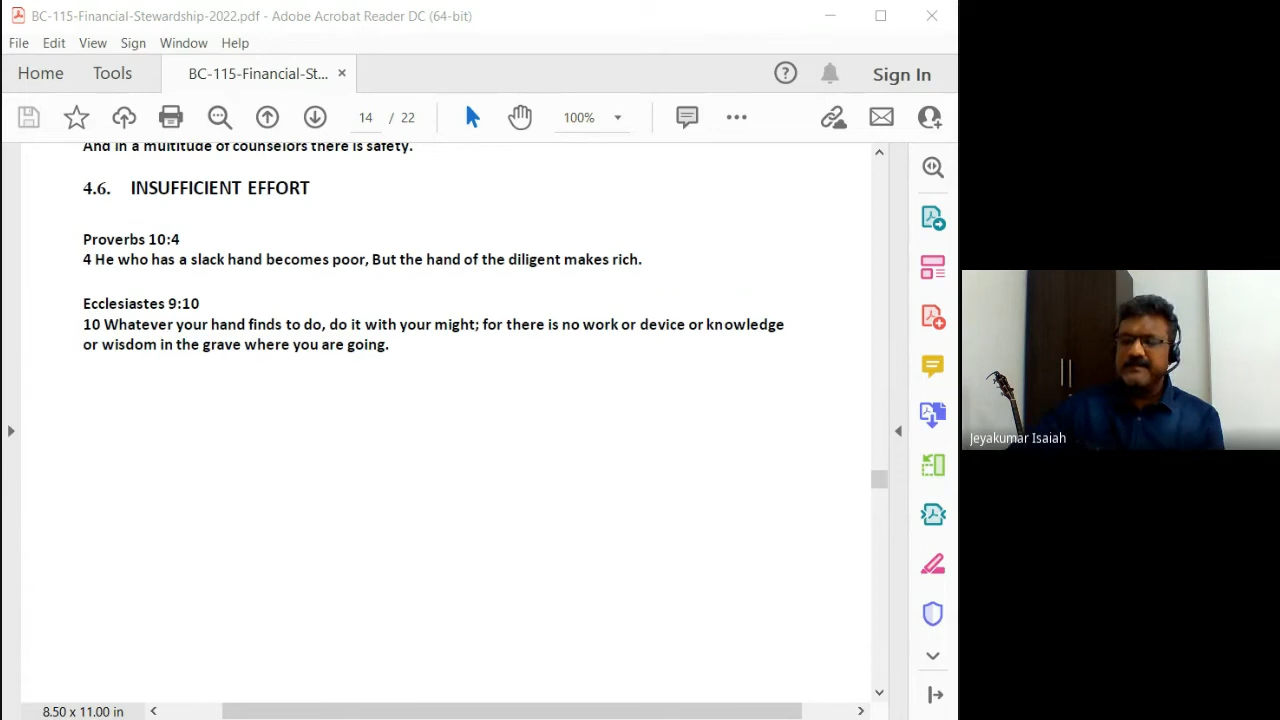 BC-115-Financial-Stewardship-2022.pdf - Adobe Acrobat Reader DC (64-bit)
File Edit View Sign Window Help
Home Tools BC-115-Financial-St... × Sign In
14 / 22 100%
And in a multitude of counselors there is safety.
4.6. INSUFFICIENT EFFORT
Proverbs 10:4
4 He who has a slack hand becomes poor, But the hand of the diligent makes rich.
Ecclesiastes 9:10
10 Whatever your hand finds to do, do it with your might; for there is no work or device or knowledge
or wisdom in the grave where you are going.
Jeyakumar Isaiah
8.50 x 11.00 in